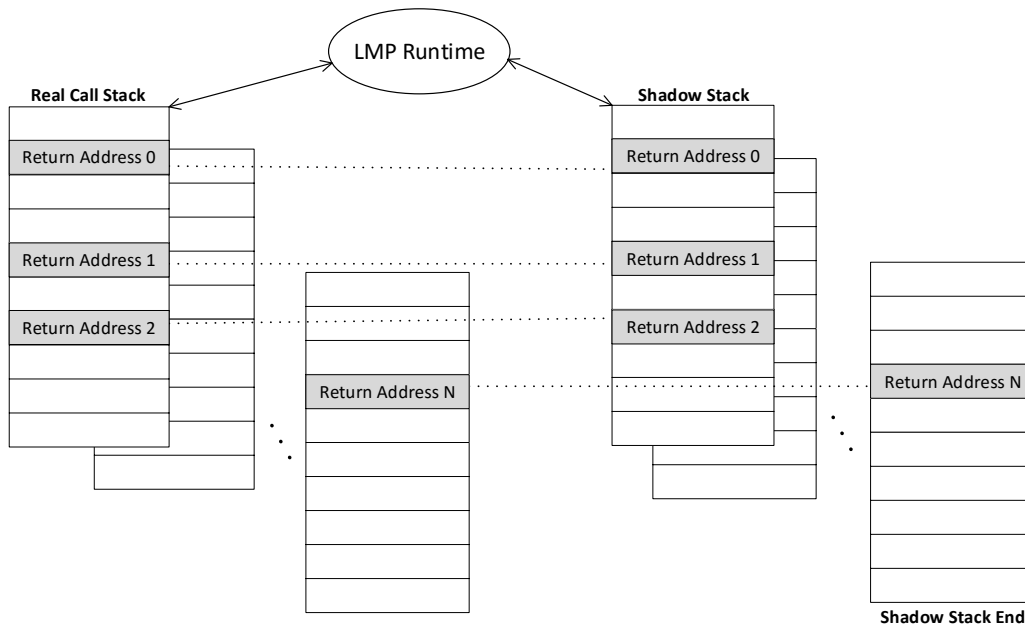 LMP Runtime
Real Call Stack
Shadow Stack
Return Address 0
Return Address 0
Return Address 1
Return Address 1
Return Address 2
Return Address 2
Return Address N
Return Address N
Shadow Stack End